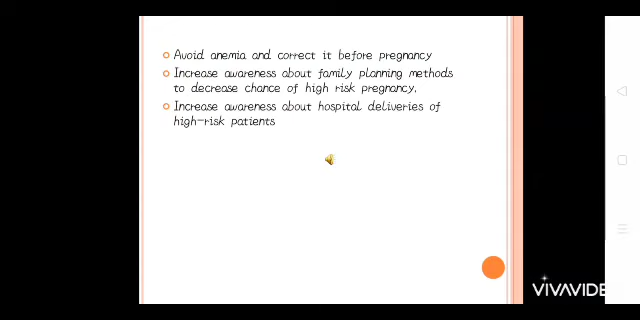 Avoid anemia and correct it before pregnancy
Increase awareness about family planning methods
to decrease chance of high risk pregnancy.
Increase awareness about hospital deliveries of
high-risk patients
VIVAVIDE